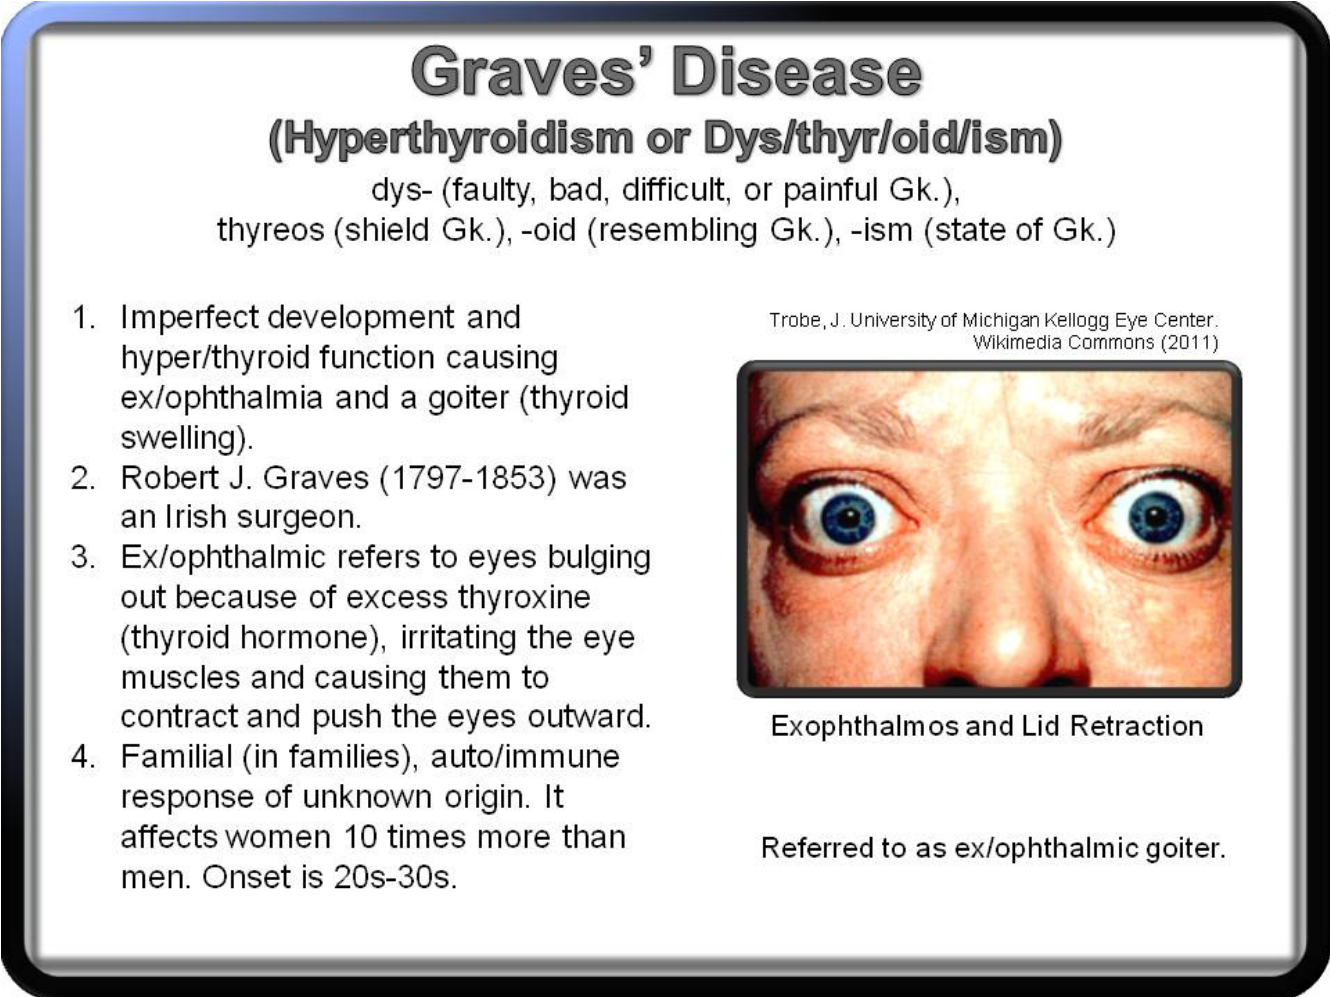 Graves’ Disease
(Hyperthyroidism or Dys/thyr/oid/ism)
dys- (faulty, bad, difficult, or painful Gk.),
thyreos (shield Gk.), -oid (resembling Gk.), -ism (state of Gk.)
1. Imperfect development and
hyper/thyroid function causing
ex/ophthalmia and a goiter (thyroid
swelling).
2. Robert J. Graves (1797-1853) was
an Irish surgeon.
3. Ex/ophthalmic refers to eyes bulging
out because of excess thyroxine
(thyroid hormone), irritating the eye
muscles and causing them to
contract and push the eyes outward.
4. Familial (in families), auto/immune
response of unknown origin. It
affects women 10 times more than
men. Onset is 20s-30s.
Trobe, J. University of Michigan Kellogg Eye Center.
Wikimedia Commons (2011)
Exophthalmos and Lid Retraction
Referred to as ex/ophthalmic goiter.